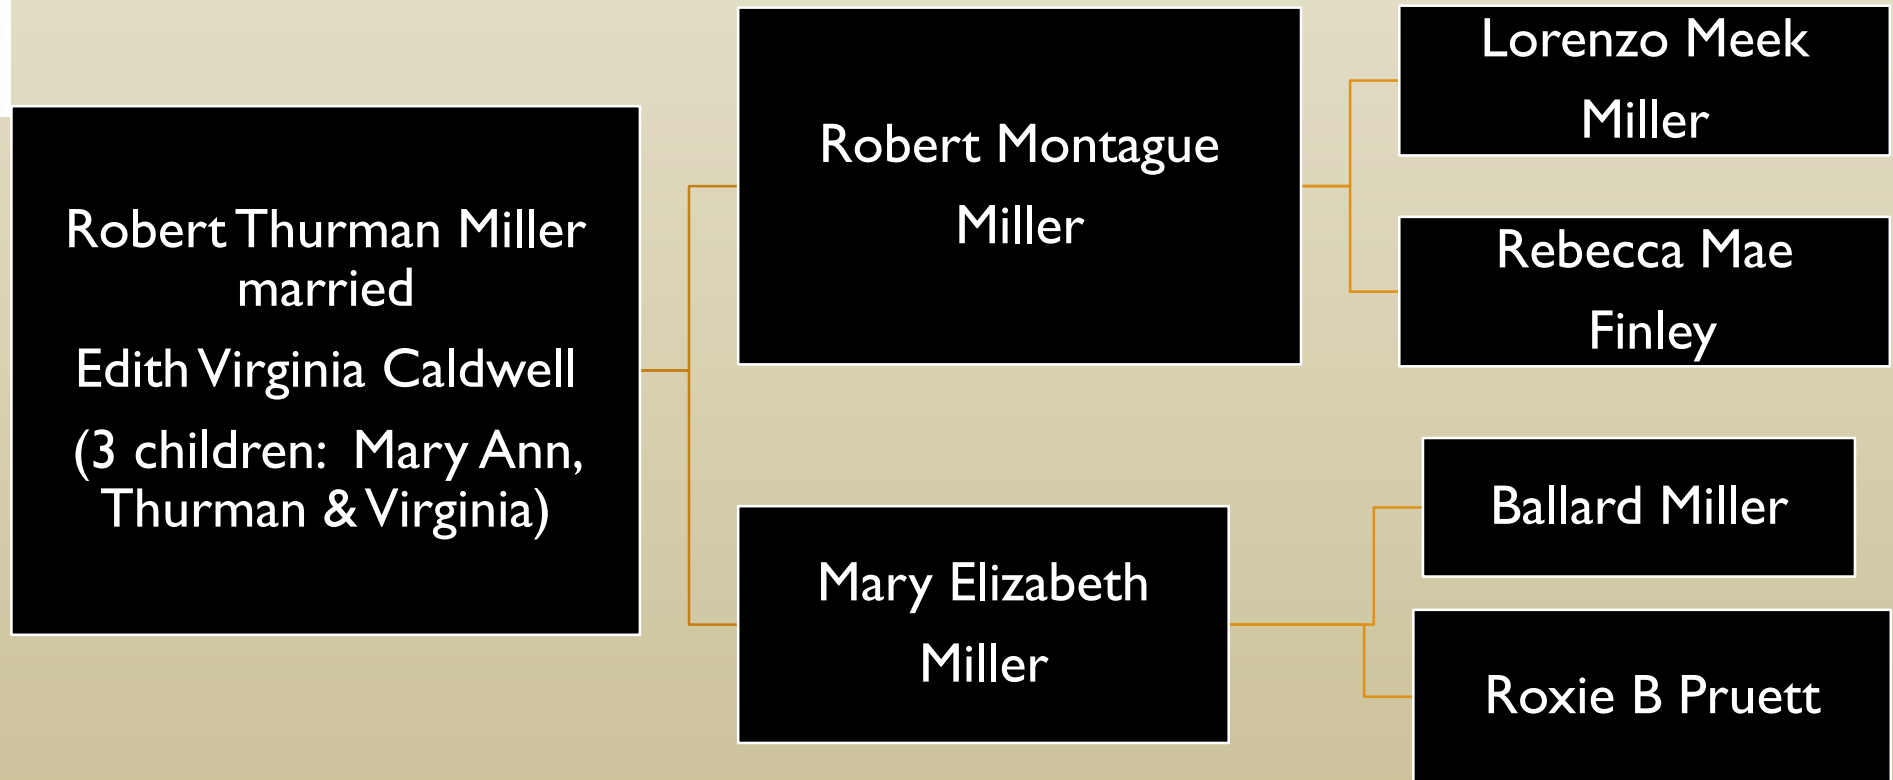 Robert Thurman Miller
married
Edith Virginia Caldwell
(3 children:  Mary Ann,
Thurman & Virginia)
Robert Montague
Miller
Mary Elizabeth
Miller
Lorenzo Meek
Miller
Rebecca Mae
Finley
Ballard Miller
Roxie B Pruett